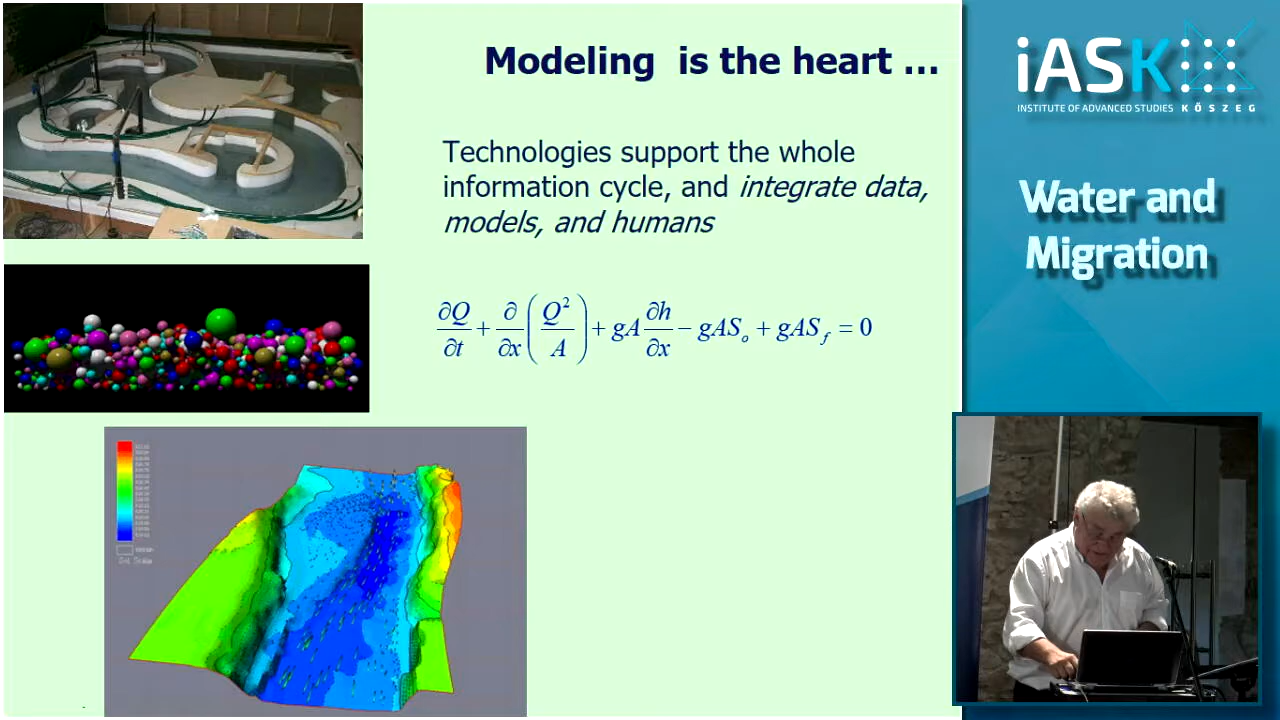 Modeling is the heart ...
Technologies support the whole
information cycle, and integrate data,
models, and humans
∂Q/∂t + ∂/∂x (Q²/A) + gA ∂h/∂x − gASₒ + gAS_f = 0
iASK
INSTITUTE OF ADVANCED STUDIES KŐSZEG
Water and
Migration